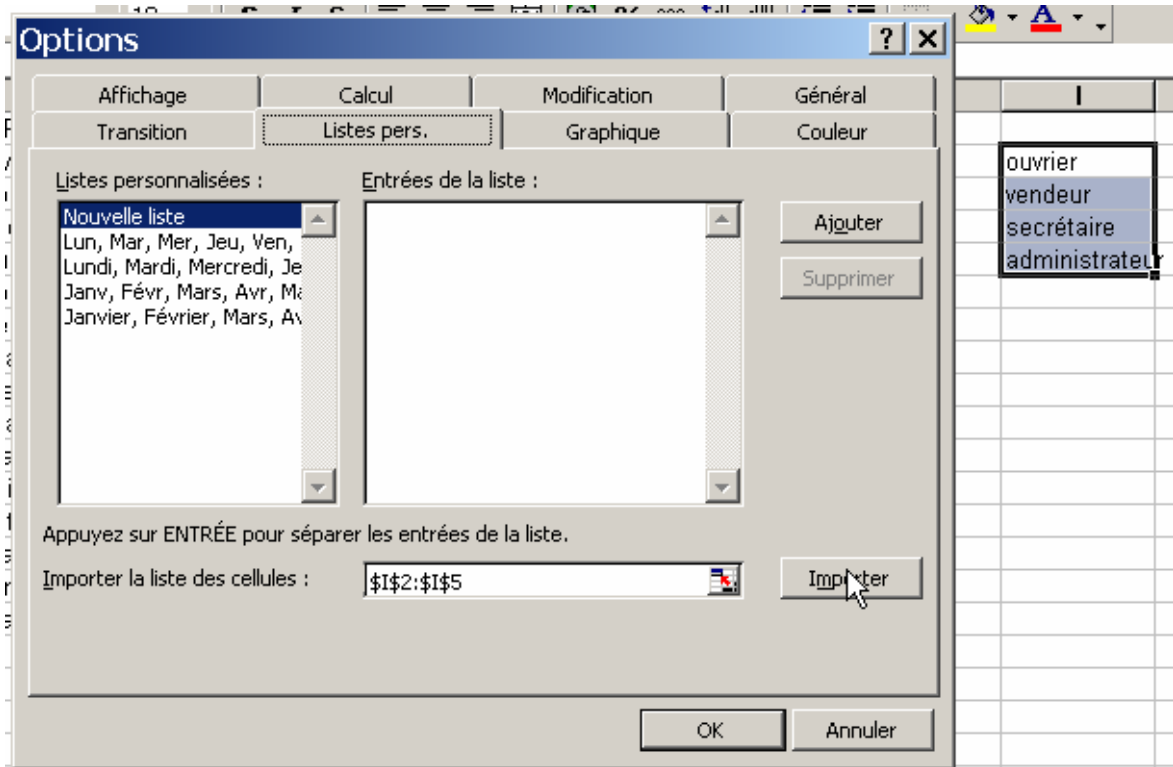 Options
Affichage Calcul Modification Général
Transition Listes pers. Graphique Couleur
Listes personnalisées : Entrées de la liste :
Nouvelle liste
Lun, Mar, Mer, Jeu, Ven,
Lundi, Mardi, Mercredi, Je
Janv, Févr, Mars, Avr, Ma
Janvier, Février, Mars, Av
Ajouter
Supprimer
Appuyez sur ENTRÉE pour séparer les entrées de la liste.
Importer la liste des cellules : $I$2:$I$5 Importer
OK Annuler
I
ouvrier
vendeur
secrétaire
administrateur